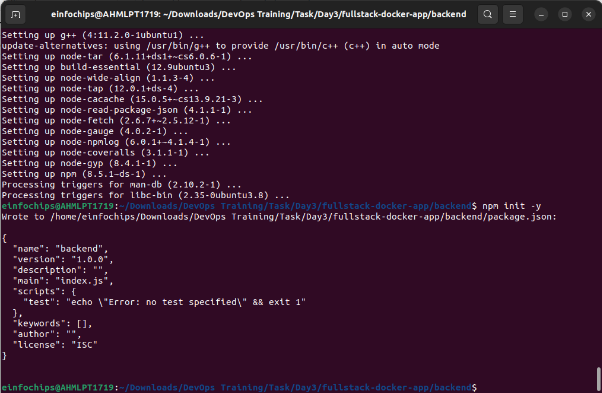 einfochips@AHMLPT1719: ~/Downloads/DevOps Training/Task/Day3/fullstack-docker-app/backend
Setting up g++ (4:11.2.0-1ubuntu1) ...
update-alternatives: using /usr/bin/g++ to provide /usr/bin/c++ (c++) in auto mode
Setting up node-tar (6.1.11+ds1+~cs6.0.6-1) ...
Setting up build-essential (12.9ubuntu3) ...
Setting up node-wide-align (1.1.3-4) ...
Setting up node-tap (12.0.1+ds-4) ...
Setting up node-cacache (15.0.5+~cs13.9.21-3) ...
Setting up node-read-package-json (4.1.1-1) ...
Setting up node-fetch (2.6.7+~2.5.12-1) ...
Setting up node-gauge (4.0.2-1) ...
Setting up node-npmlog (6.0.1+~4.1.4-1) ...
Setting up node-coveralls (3.1.1-1) ...
Setting up node-gyp (8.4.1-1) ...
Setting up npm (8.5.1~ds-1) ...
Processing triggers for man-db (2.10.2-1) ...
Processing triggers for libc-bin (2.35-0ubuntu3.8) ...
einfochips@AHMLPT1719:~/Downloads/DevOps Training/Task/Day3/fullstack-docker-app/backend$ npm init -y
Wrote to /home/einfochips/Downloads/DevOps Training/Task/Day3/fullstack-docker-app/backend/package.json:
{
"name": "backend",
"version": "1.0.0",
"description": "",
"main": "index.js",
"scripts": {
"test": "echo \"Error: no test specified\" && exit 1"
},
"keywords": [],
"author": "",
"license": "ISC"
}
einfochips@AHMLPT1719:~/Downloads/DevOps Training/Task/Day3/fullstack-docker-app/backend$